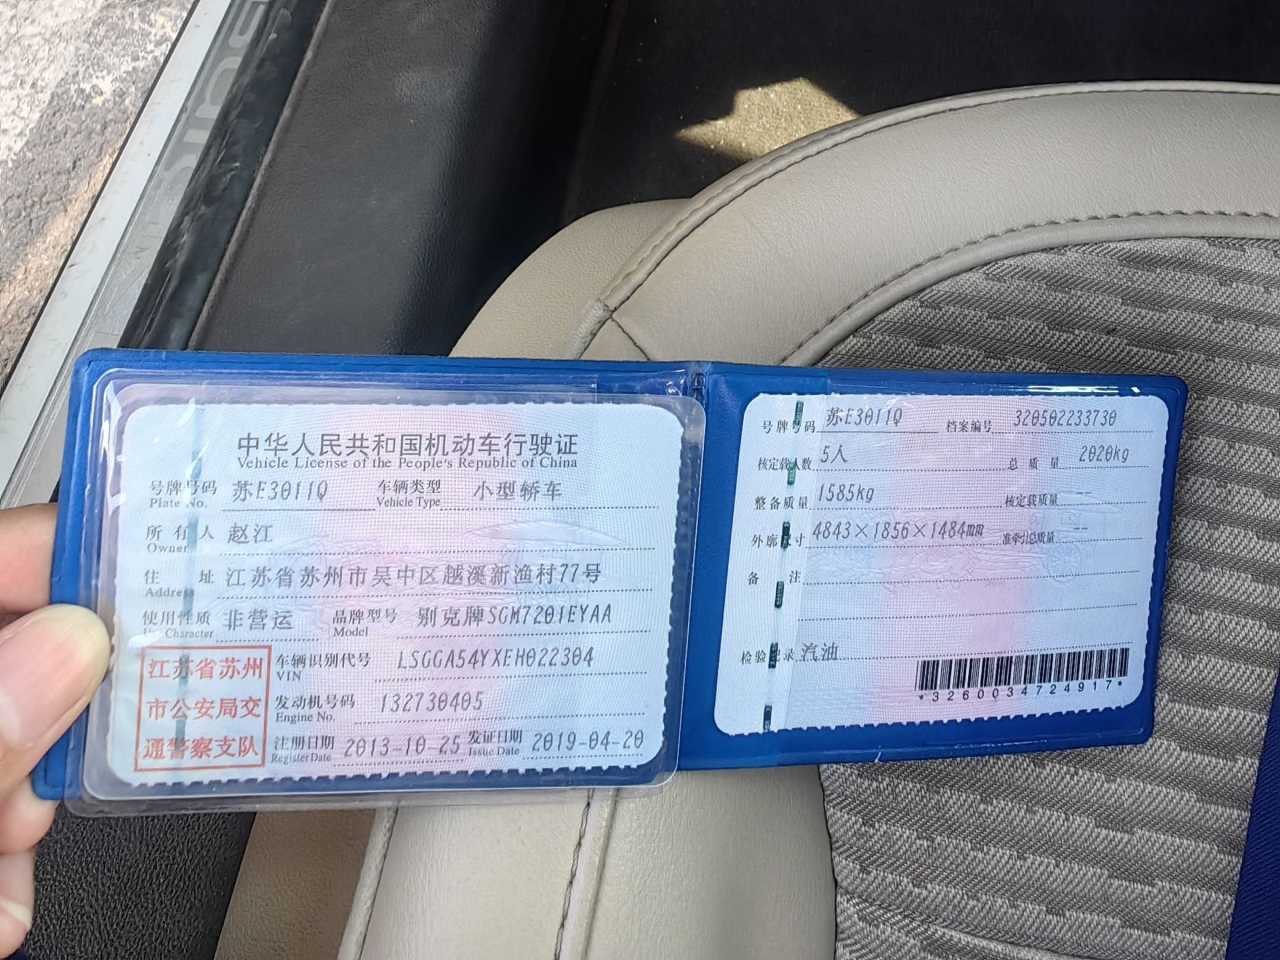 中华人民共和国机动车行驶证
Vehicle License of the People's Republic of China
号牌号码 苏E3011Q 车辆类型 小型轿车
Plate No. Vehicle Type
所有人 赵江
Owner
住址 江苏省苏州市吴中区越溪新渔村77号
Address
使用性质 非营运 品牌型号 别克牌SGM7201EYAA
Use Character Model
江苏省苏州
市公安局交
通警察支队
车辆识别代号 LSGGA54YXEH022304
VIN
发动机号码 132730405
Engine No.
注册日期 2013-10-25 发证日期 2019-04-20
Register Date Issue Date
号牌号码 苏E3011Q 档案编号 320502233730
核定载人数 5人 总质量 2020kg
整备质量 1585kg 核定载质量 --
外廓尺寸 4843×1856×1484mm 准牵引总质量 --
备注
检验记录 汽油
*3260034724917*